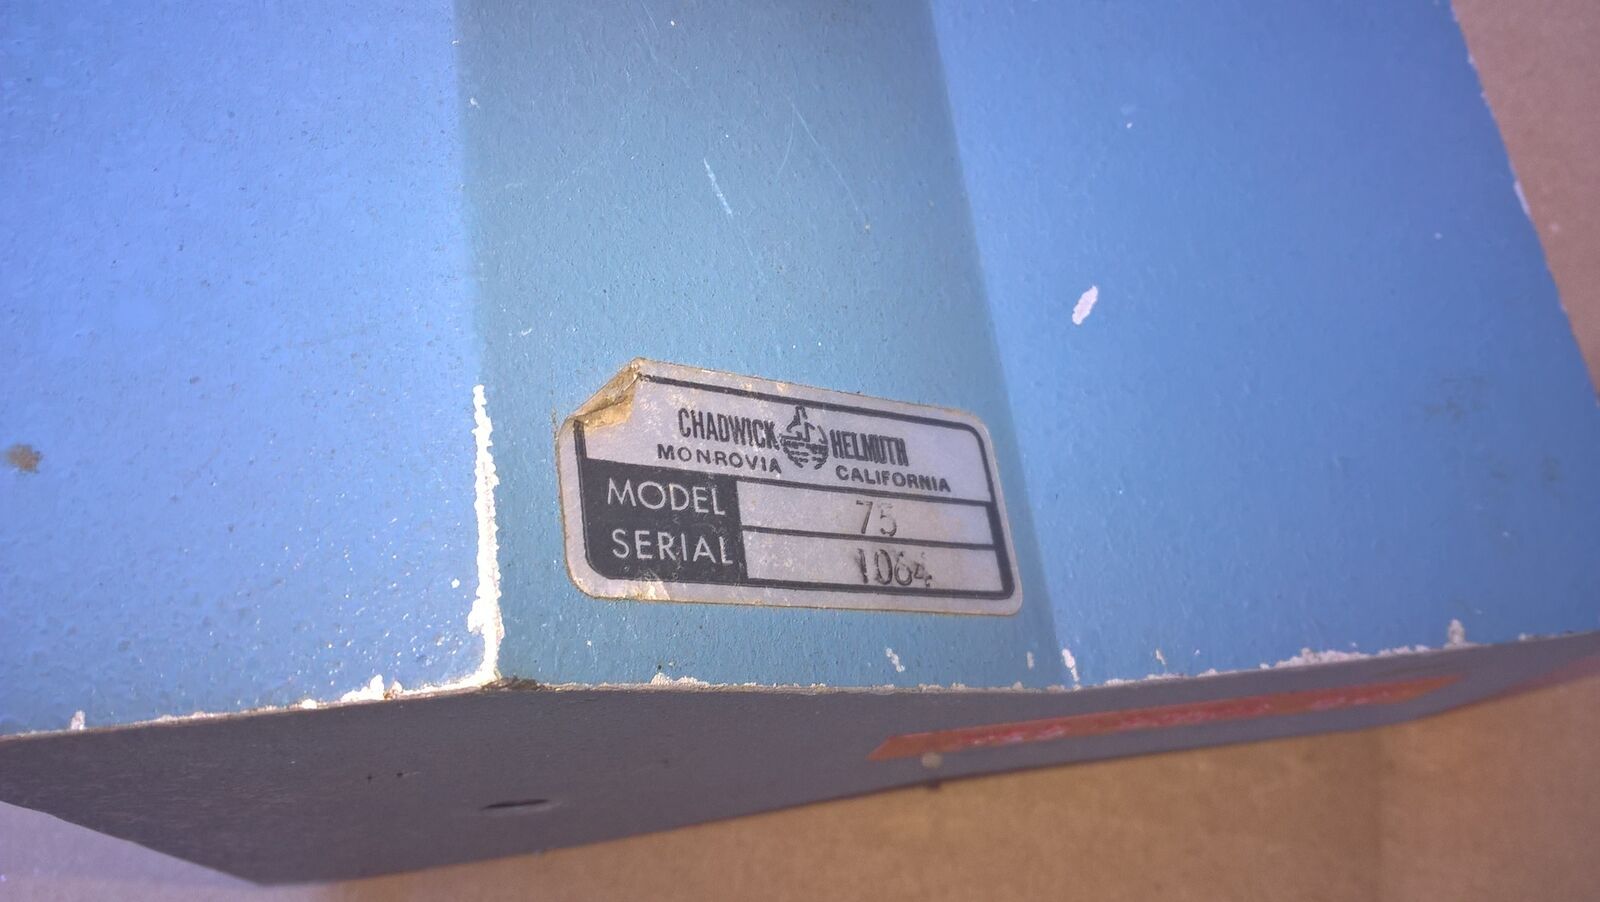 CHADWICK HELMUTH
MONROVIA CALIFORNIA
MODEL 75
SERIAL 1064